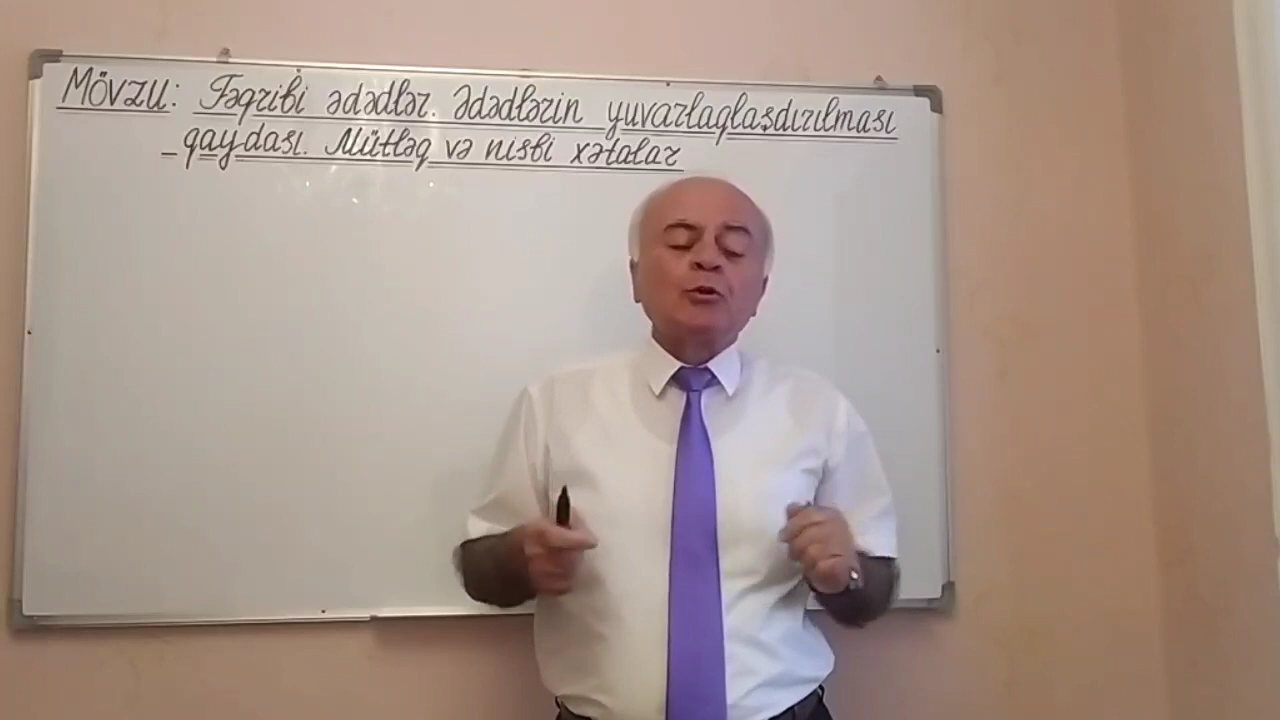 MÖVZU: Təqribi ədədlər. Ədədlərin yuvarlaqlaşdırılması
qaydası. Mütləq və nisbi xətalar